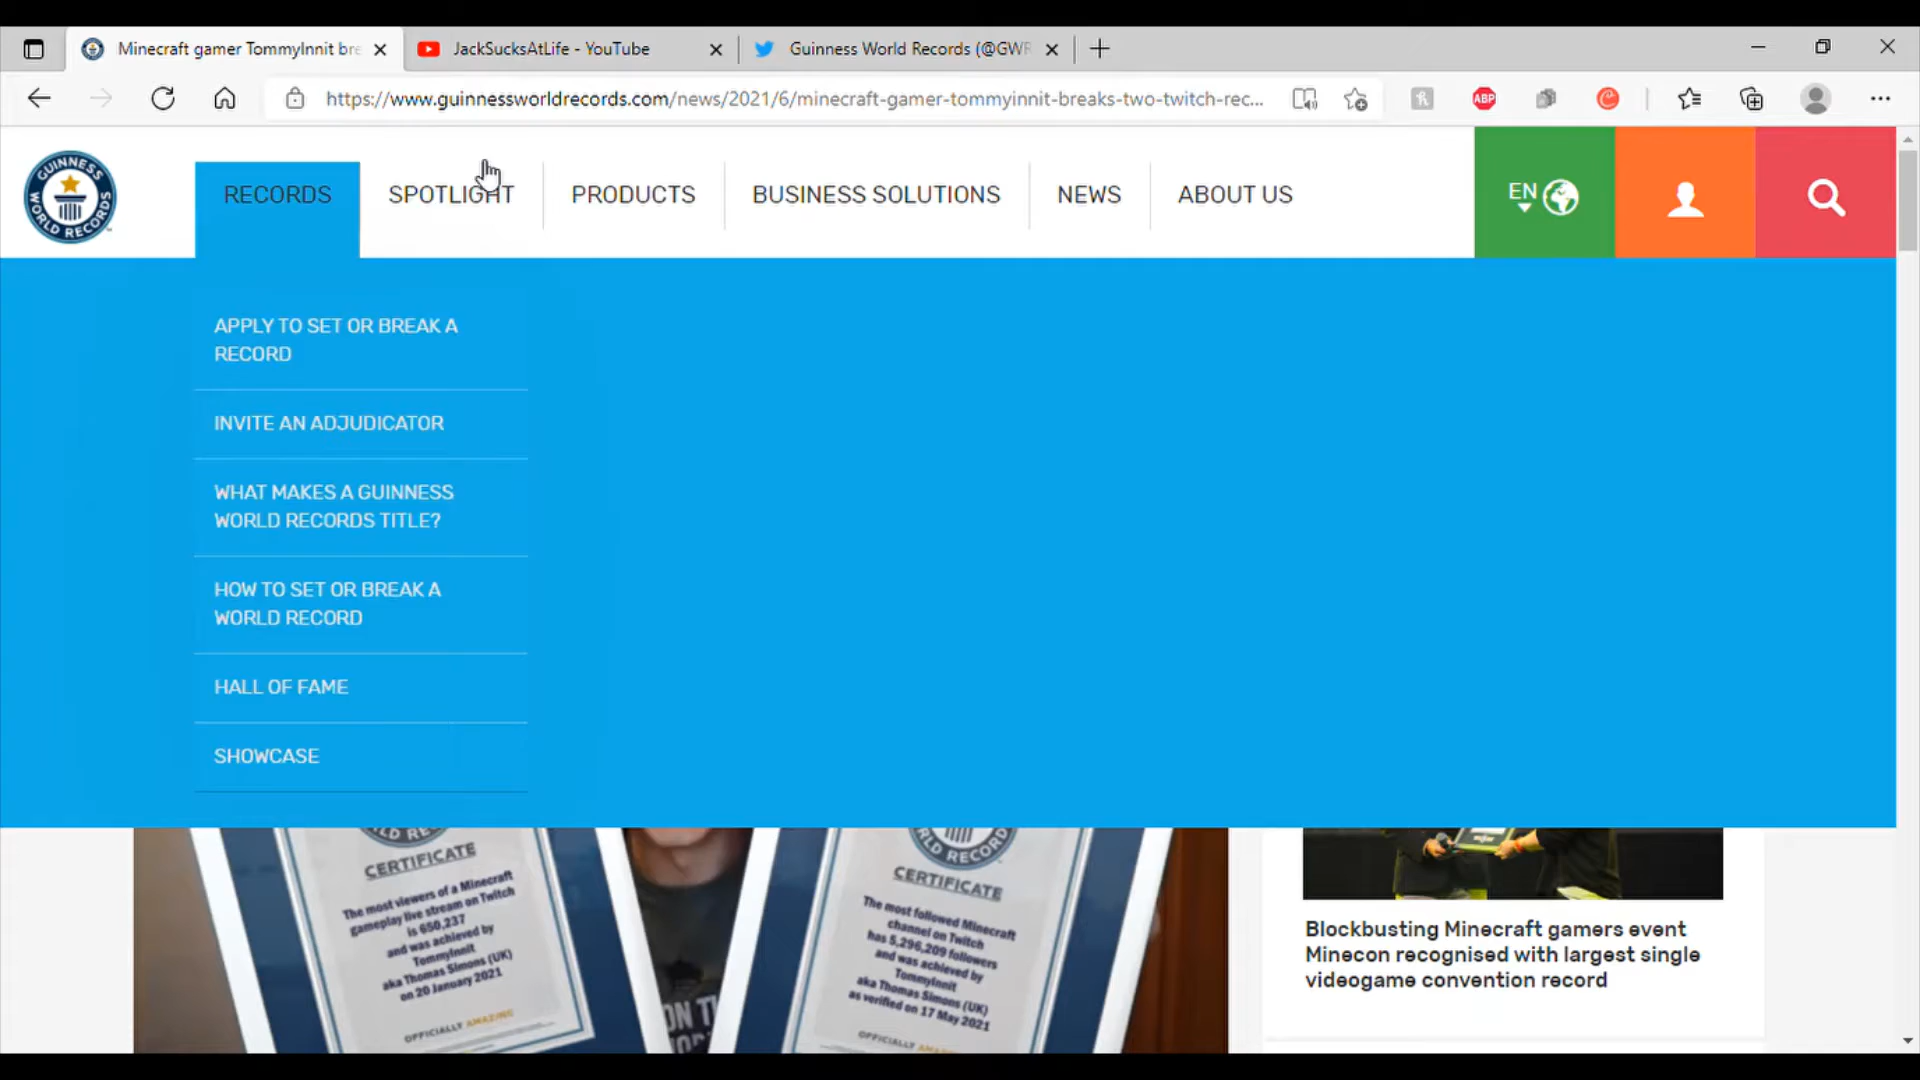 Minecraft gamer TommyInnit bre
JackSucksAtLife - YouTube
Guinness World Records (@GWR
https://www.guinnessworldrecords.com/news/2021/6/minecraft-gamer-tommyinnit-breaks-two-twitch-rec...
ABP
GUINNESS
WORLD RECORDS
RECORDS
SPOTLIGHT
PRODUCTS
BUSINESS SOLUTIONS
NEWS
ABOUT US
EN
APPLY TO SET OR BREAK A
RECORD
INVITE AN ADJUDICATOR
WHAT MAKES A GUINNESS
WORLD RECORDS TITLE?
HOW TO SET OR BREAK A
WORLD RECORD
HALL OF FAME
SHOWCASE
CERTIFICATE
The most viewers of a Minecraft
gameplay live stream on Twitch
is 650,237
and was achieved by
TommyInnit
aka Thomas Simons (UK)
on 20 January 2021
OFFICIALLY AMAZING
CERTIFICATE
The most followed Minecraft
channel on Twitch
has 5,296,209 followers
and was achieved by
TommyInnit
aka Thomas Simons (UK)
as verified on 17 May 2021
OFFICIALLY AMAZING
Blockbusting Minecraft gamers event
Minecon recognised with largest single
videogame convention record